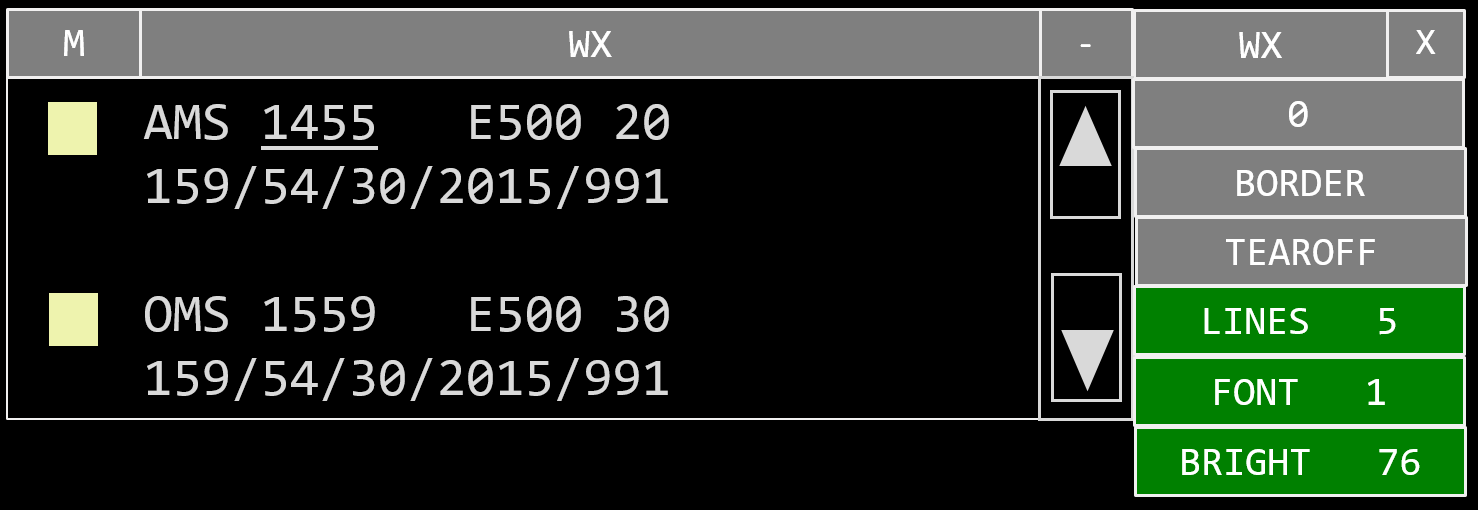 M WX - WX X
AMS 1455 E500 20
159/54/30/2015/991
OMS 1559 E500 30
159/54/30/2015/991
0
BORDER
TEAROFF
LINES 5
FONT 1
BRIGHT 76